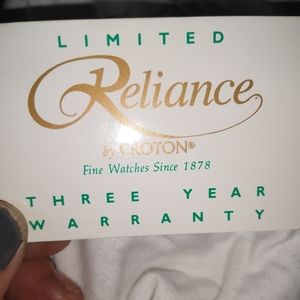 LIMITED
Reliance
by CROTON®
Fine Watches Since 1878
THREE YEAR
WARRANTY